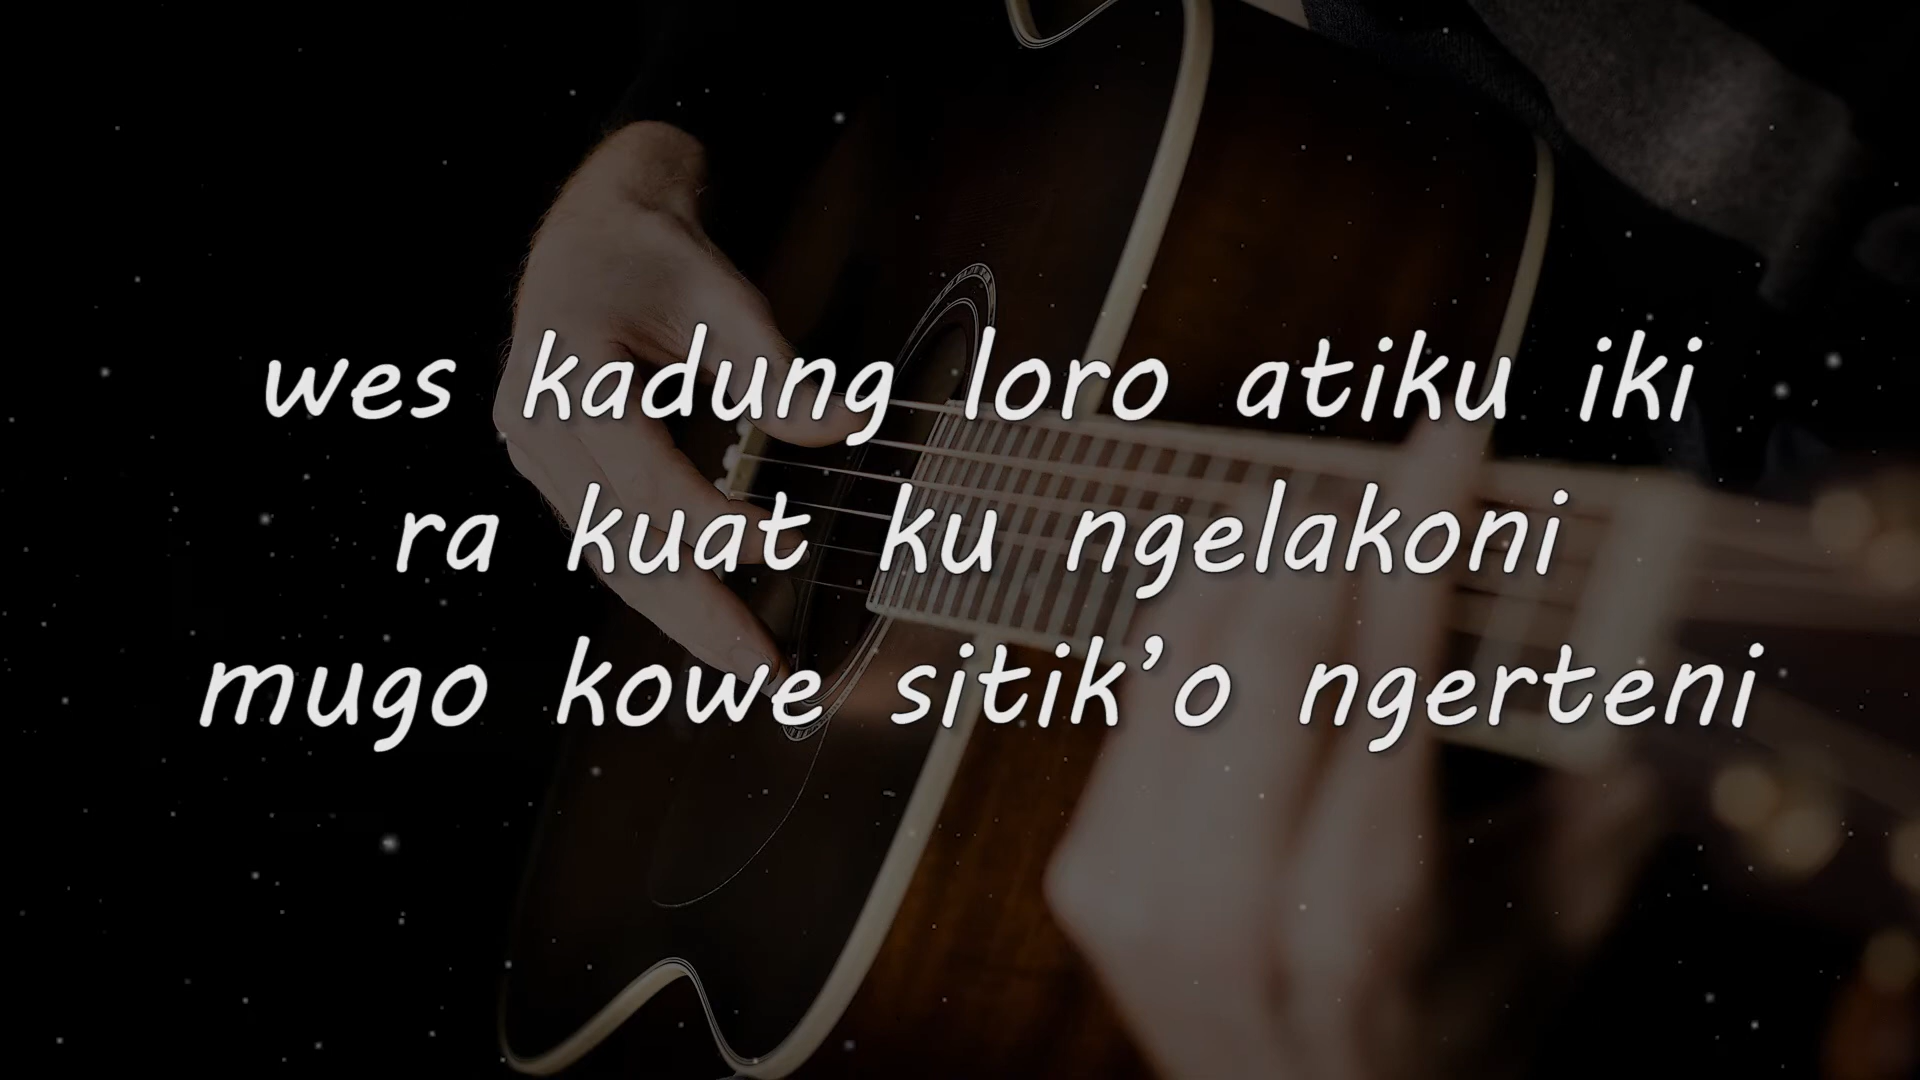 wes kadung loro atiku iki
ra kuat ku ngelakoni
mugo kowe sitik'o ngerteni